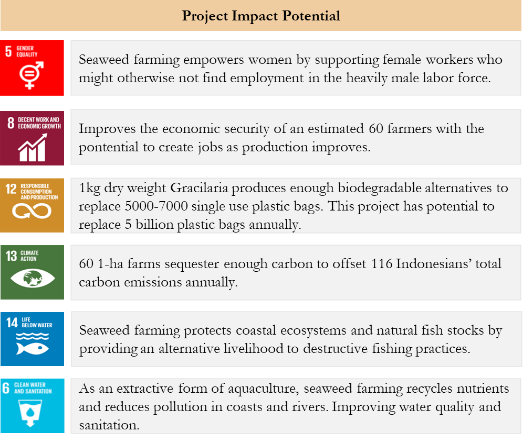 Project Impact Potential
5 GENDER EQUALITY
Seaweed farming empowers women by supporting female workers who
might otherwise not find employment in the heavily male labor force.
8 DECENT WORK AND ECONOMIC GROWTH
Improves the economic security of an estimated 60 farmers with the
pontential to create jobs as production improves.
12 RESPONSIBLE CONSUMPTION AND PRODUCTION
1kg dry weight Gracilaria produces enough biodegradable alternatives to
replace 5000-7000 single use plastic bags. This project has potential to
replace 5 billion plastic bags annually.
13 CLIMATE ACTION
60 1-ha farms sequester enough carbon to offset 116 Indonesians' total
carbon emissions annually.
14 LIFE BELOW WATER
Seaweed farming protects coastal ecosystems and natural fish stocks by
providing an alternative livelihood to destructive fishing practices.
6 CLEAN WATER AND SANITATION
As an extractive form of aquaculture, seaweed farming recycles nutrients
and reduces pollution in coasts and rivers. Improving water quality and
sanitation.